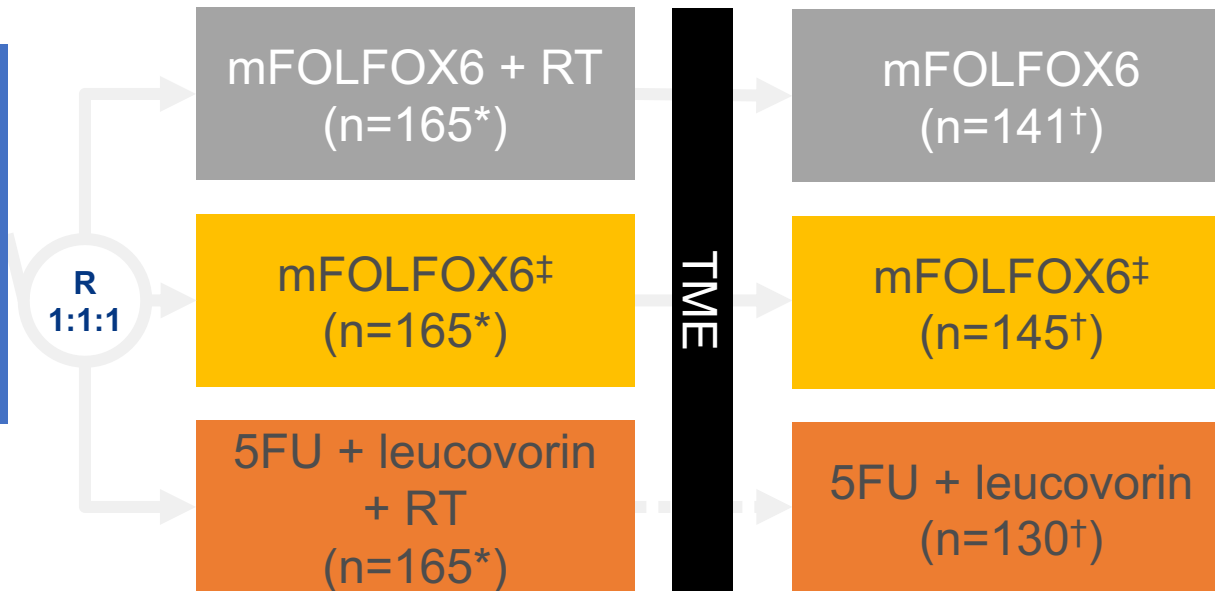 R
1:1:1
mFOLFOX6 + RT
(n=165*)
mFOLFOX6‡
(n=165*)
5FU + leucovorin
+ RT
(n=165*)
TME
mFOLFOX6
(n=141†)
mFOLFOX6‡
(n=145†)
5FU + leucovorin
(n=130†)